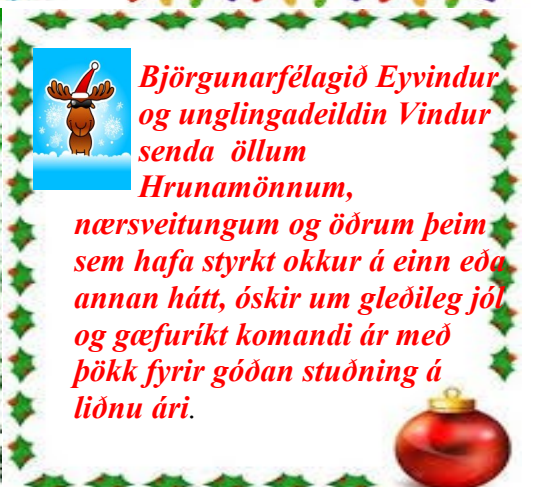 Björgunarfélagið Eyvindur
og unglingadeildin Vindur
senda öllum
Hrunamönnum,
nærsveitungum og öðrum þeim
sem hafa styrkt okkur á einn eða
annan hátt, óskir um gleðileg jól
og gæfuríkt komandi ár með
þökk fyrir góðan stuðning á
liðnu ári.